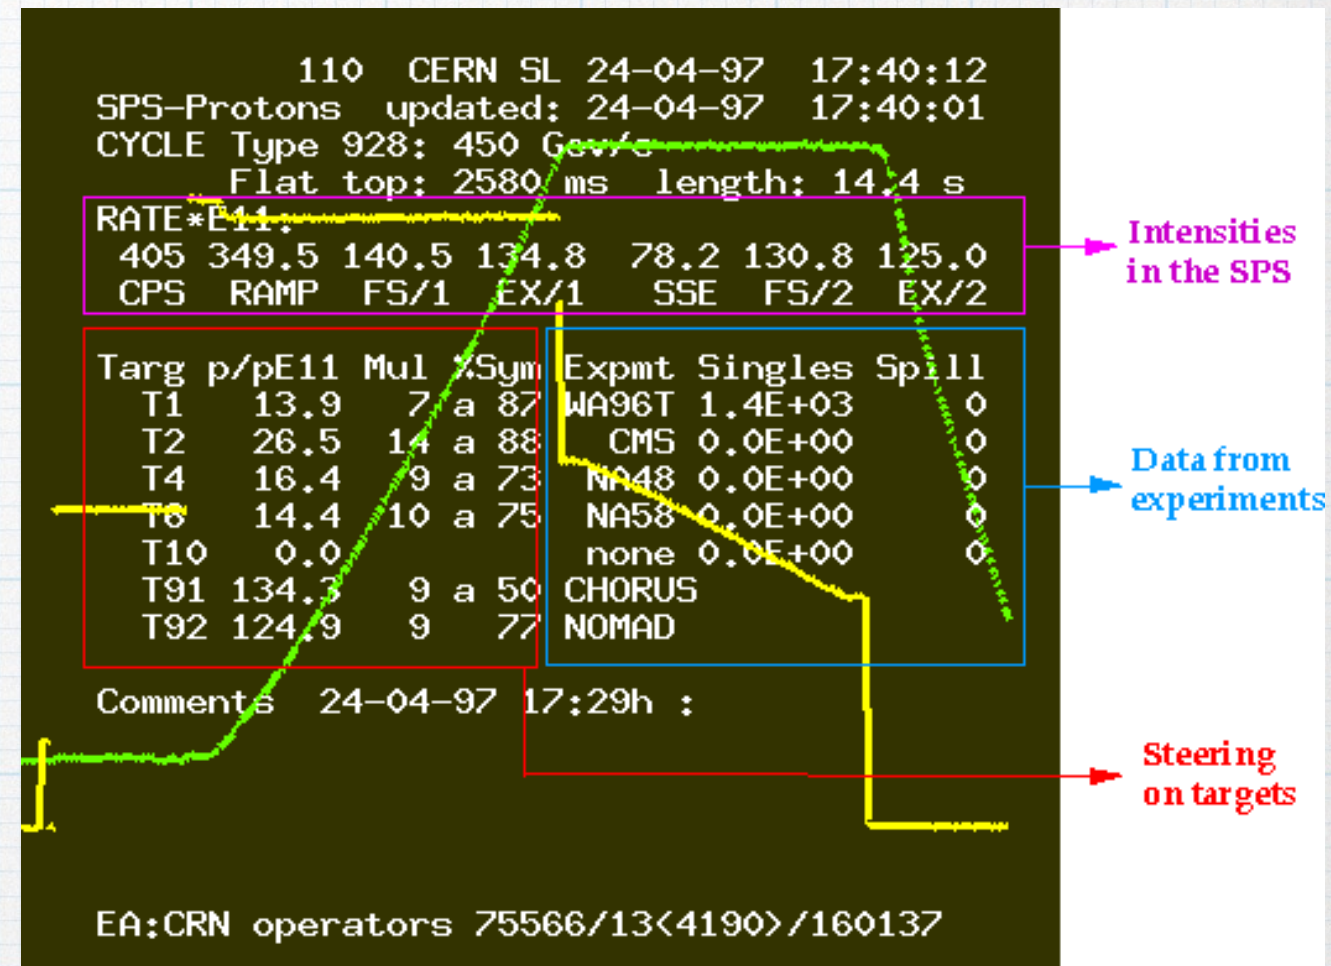 110 CERN SL 24-04-97 17:40:12
SPS-Protons updated: 24-04-97 17:40:01
CYCLE Type 928: 450 Gev/c
Flat top: 2580 ms length: 14.4 s
RATE*E11:
405 349.5 140.5 134.8 78.2 130.8 125.0
CPS RAMP FS/1 EX/1 SSE FS/2 EX/2
Intensities
in the SPS
Targ p/pE11 Mul %Sym Expmt Singles Spill
T1 13.9 7 a 87 WA96T 1.4E+03 0
T2 26.5 14 a 88 CMS 0.0E+00 0
T4 16.4 9 a 73 NA48 0.0E+00 0
T6 14.4 10 a 75 NA58 0.0E+00 0
T10 0.0 none 0.0E+00 0
T91 134.3 9 a 50 CHORUS
T92 124.9 9 77 NOMAD
Data from
experiments
Comments 24-04-97 17:29h :
Steering
on targets
EA:CRN operators 75566/13(4190)/160137